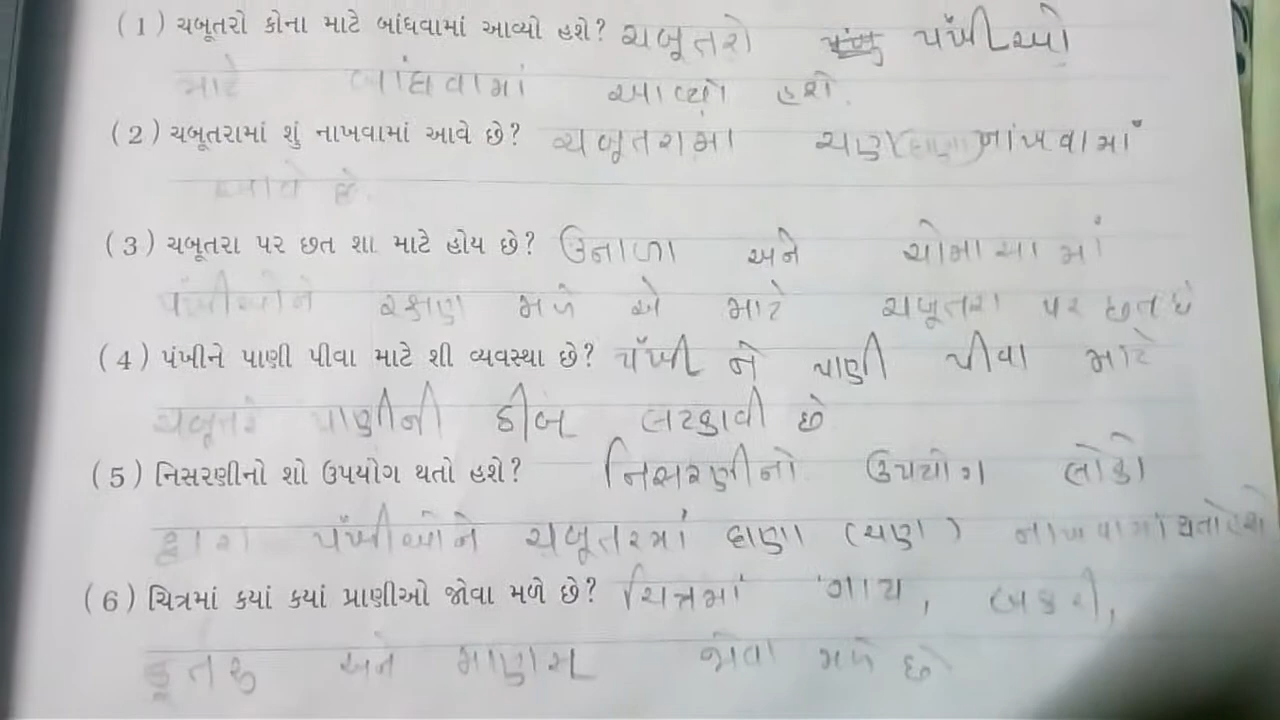 (1) ચબૂતરો કોના માટે બાંધવામાં આવ્યો હશે? ચબૂતરો પઁખીઓ
માટે બાંધવામાં આવ્યો હશે.
(2) ચબૂતરામાં શું નાખવામાં આવે છે? ચબૂતરામાં ચણ (દાણા) નાંખવામાઁ
આવે છે.
(3) ચબૂતરા પર છત શા માટે હોય છે? ઉનાળા અને ચોમાસામાં
પઁખીઓને રક્ષણ મળે એ માટે ચબૂતરા પર છત છે
(4) પંખીને પાણી પીવા માટે શી વ્યવસ્થા છે? પઁખી ને પાણી પીવા માટે
ચબૂતરે પાણીની ઠીબ લટકાવી છે
(5) નિસરણીનો શો ઉપયોગ થતો હશે? નિસરણીનો ઉપયોગ લોકો
દ્વારા પઁખીઓને ચબૂતરમાં દાણા (ચણ) નાખવામાં થતો હશે
(6) ચિત્રમાં કયાં કયાં પ્રાણીઓ જોવા મળે છે? ચિત્રમાં ગાય, બકરી,
કૂતરુ અને માણસ જોવા મળે છે